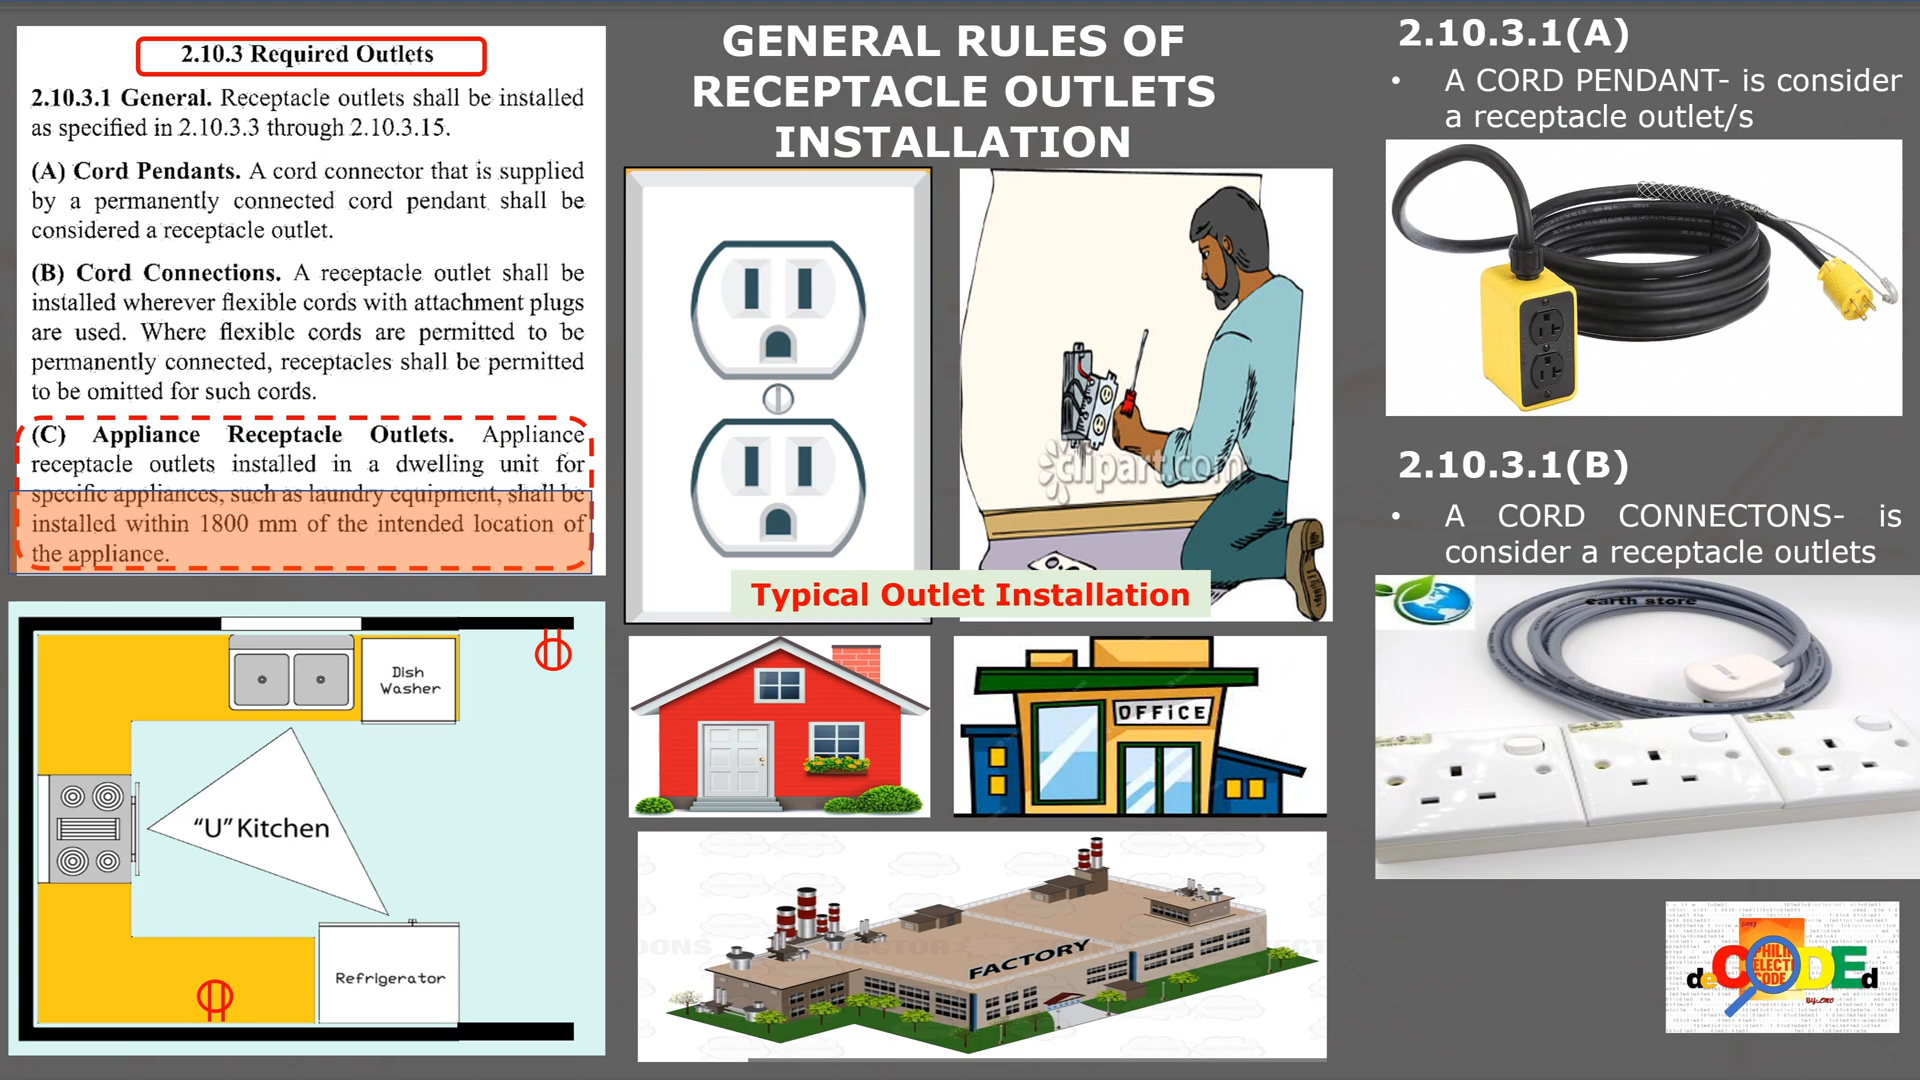 2.10.3 Required Outlets
2.10.3.1 General. Receptacle outlets shall be installed
as specified in 2.10.3.3 through 2.10.3.15.
(A) Cord Pendants. A cord connector that is supplied
by a permanently connected cord pendant shall be
considered a receptacle outlet.
(B) Cord Connections. A receptacle outlet shall be
installed wherever flexible cords with attachment plugs
are used. Where flexible cords are permitted to be
permanently connected, receptacles shall be permitted
to be omitted for such cords.
(C) Appliance Receptacle Outlets. Appliance
receptacle outlets installed in a dwelling unit for
specific appliances, such as laundry equipment, shall be
installed within 1800 mm of the intended location of
the appliance.
Dish
Washer
"U" Kitchen
Refrigerator
GENERAL RULES OF
RECEPTACLE OUTLETS
INSTALLATION
clipart.com
Typical Outlet Installation
OFFiCE
FACTORY
2.10.3.1(A)
• A CORD PENDANT- is consider
a receptacle outlet/s
2.10.3.1(B)
• A CORD CONNECTONS- is
consider a receptacle outlets
earth store
deCODEd